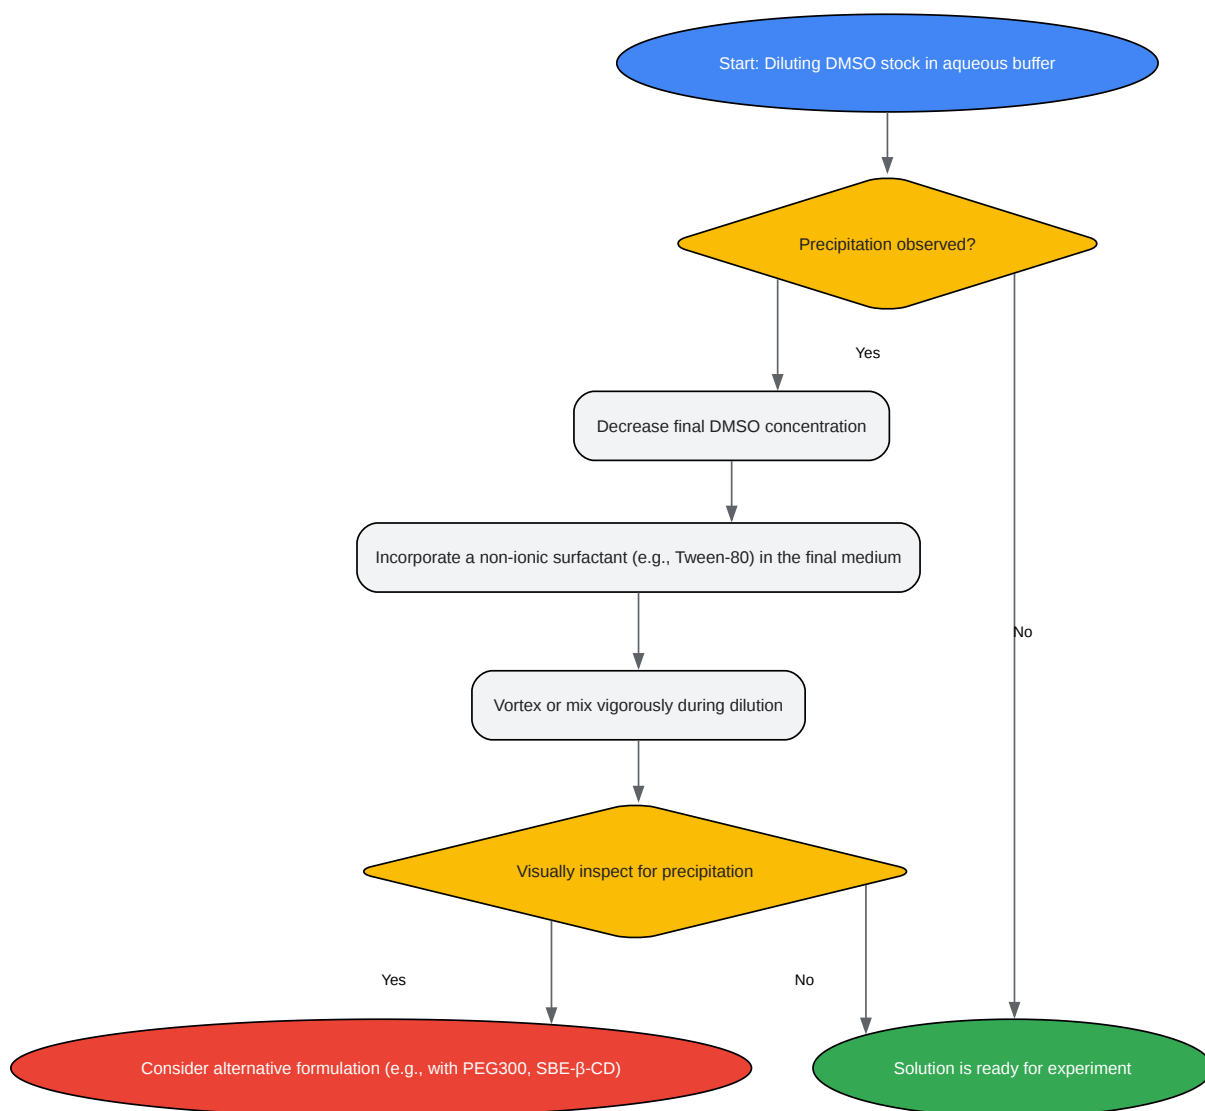 Start: Diluting DMSO stock in aqueous buffer
Precipitation observed?
Yes
Decrease final DMSO concentration
Incorporate a non-ionic surfactant (e.g., Tween-80) in the final medium
No
Vortex or mix vigorously during dilution
Visually inspect for precipitation
Yes
No
Consider alternative formulation (e.g., with PEG300, SBE-β-CD)
Solution is ready for experiment